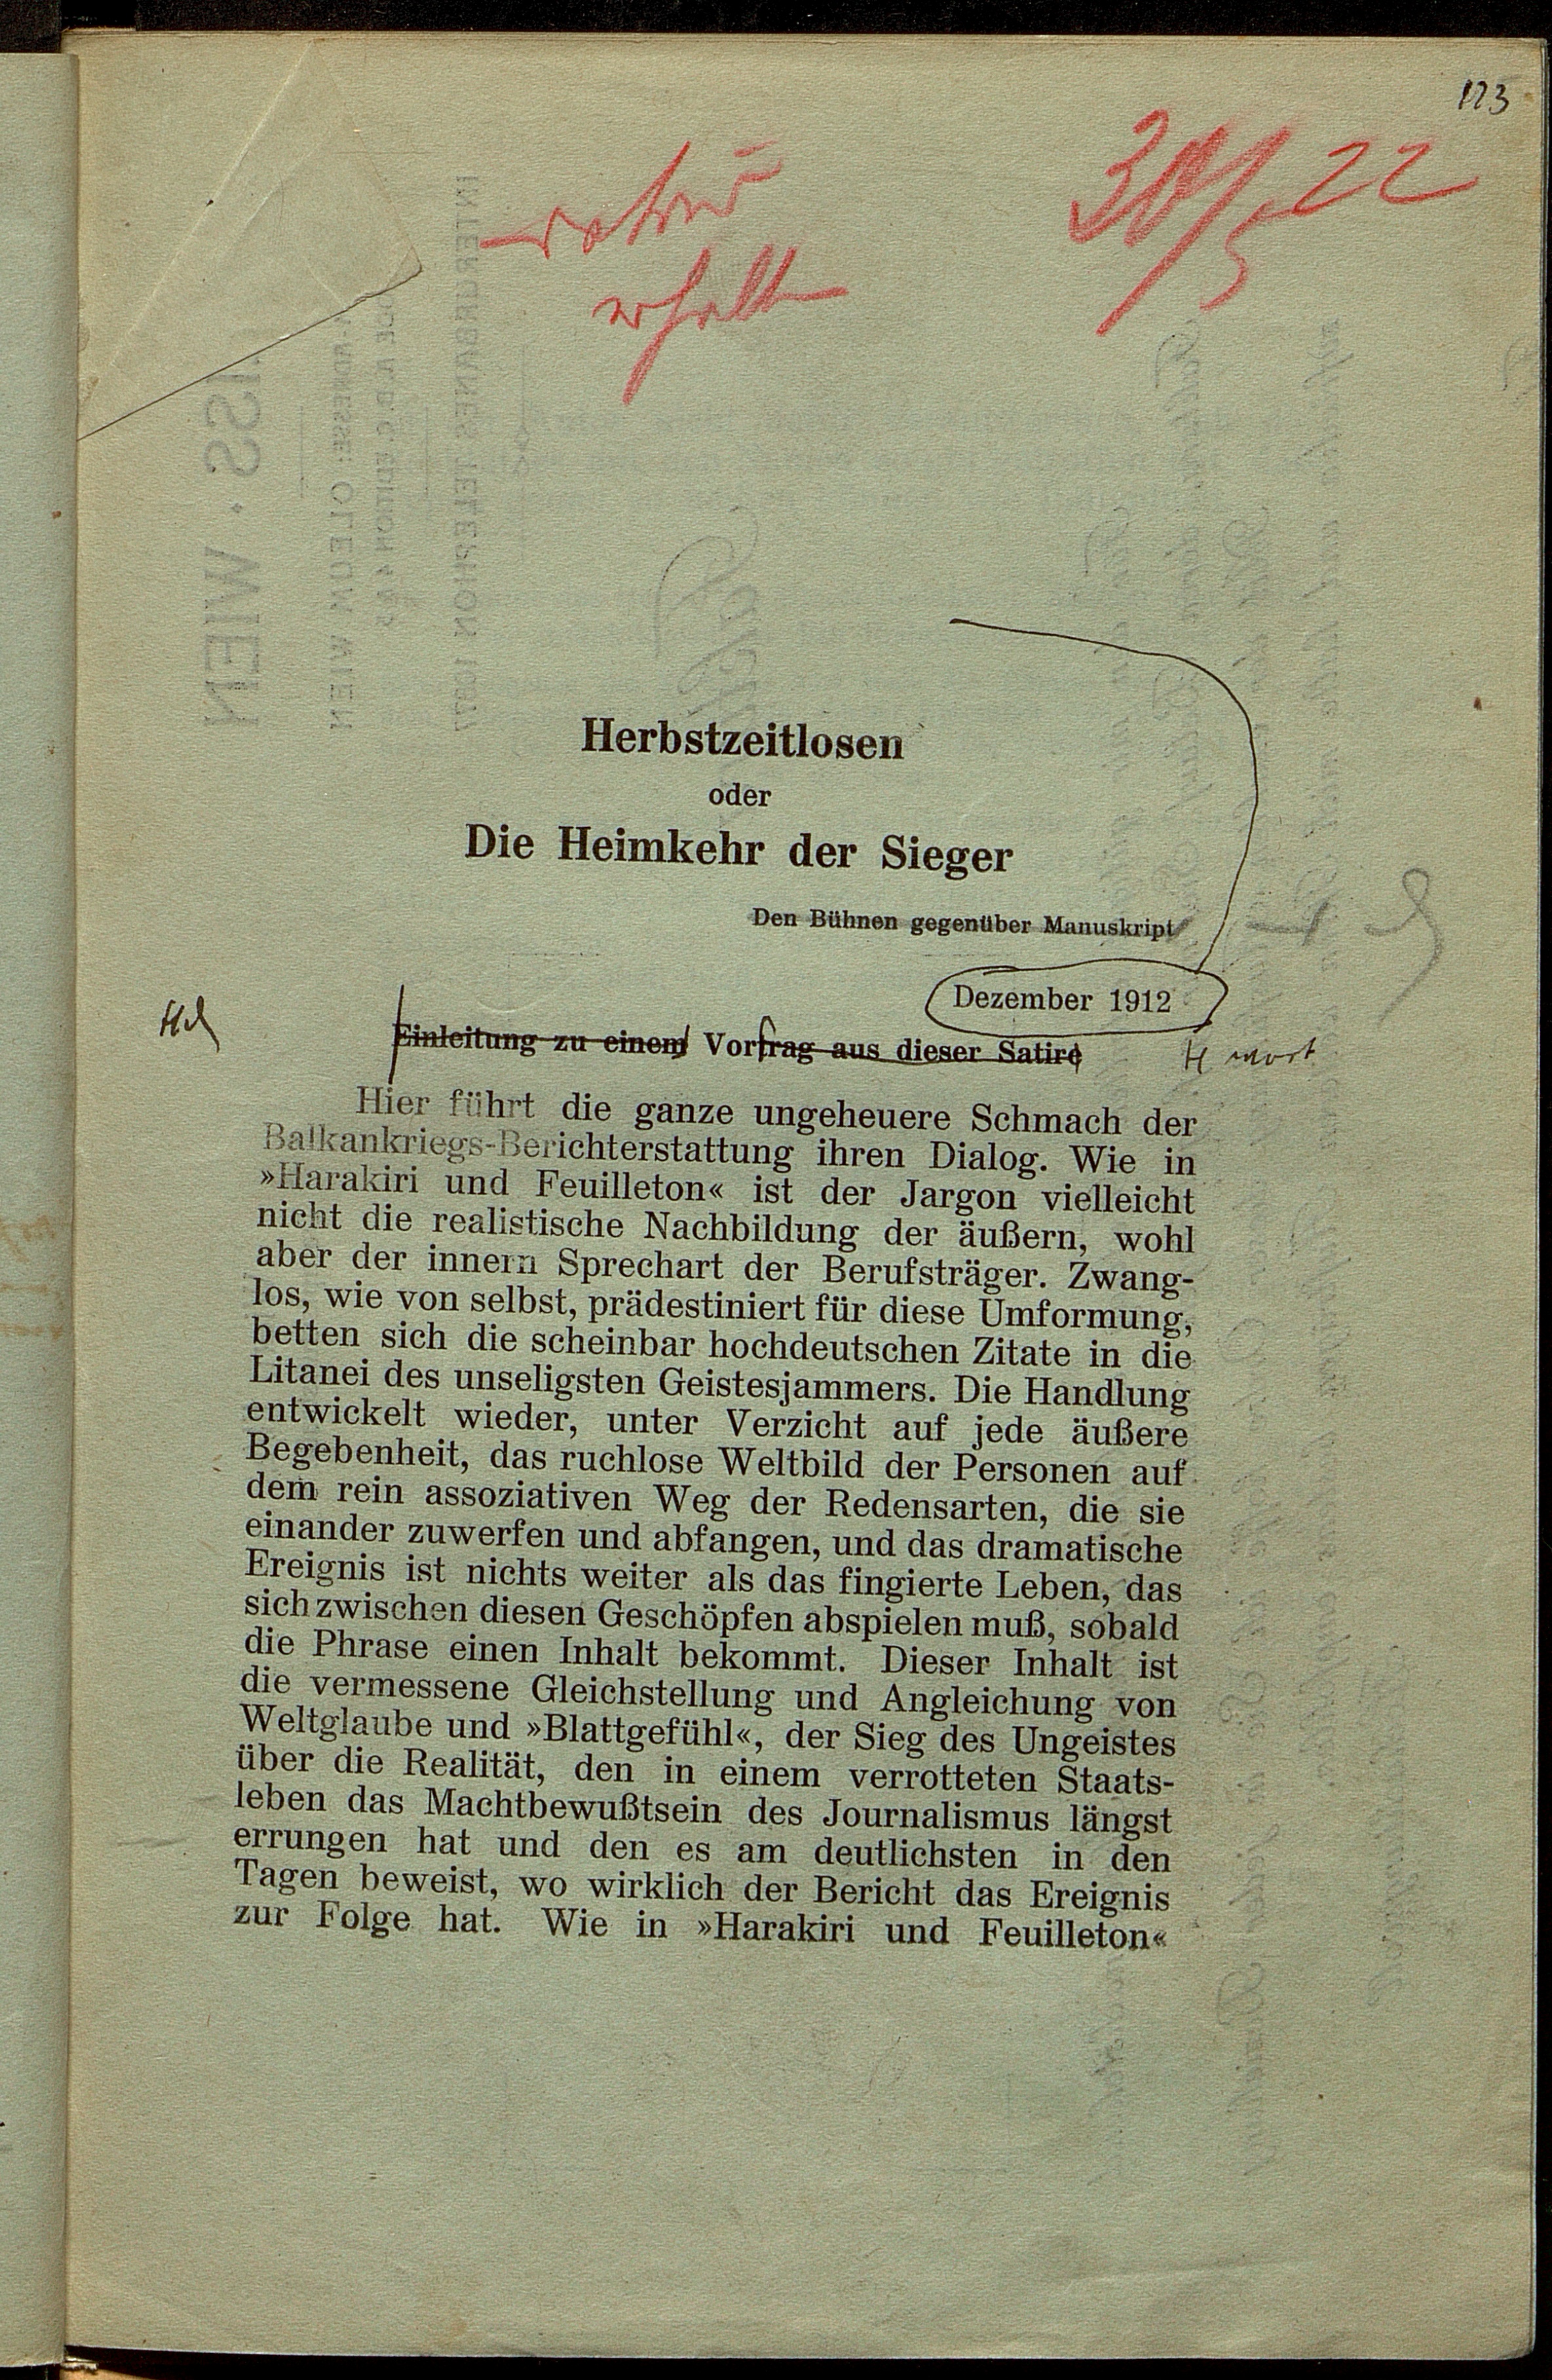 123
30/5 22
Herbstzeitlosen
oder
Die Heimkehr der Sieger
Den Bühnen gegenüber Manuskript
Dezember 1912
Einleitung zu einem Vortrag aus dieser Satire
wort
Hier führt die ganze ungeheuere Schmach der
Balkankriegs-Berichterstattung ihren Dialog. Wie in
»Harakiri und Feuilleton« ist der Jargon vielleicht
nicht die realistische Nachbildung der äußern, wohl
aber der innern Sprechart der Berufsträger. Zwang-
los, wie von selbst, prädestiniert für diese Umformung,
betten sich die scheinbar hochdeutschen Zitate in die
Litanei des unseligsten Geistesjammers. Die Handlung
entwickelt wieder, unter Verzicht auf jede äußere
Begebenheit, das ruchlose Weltbild der Personen auf
dem rein assoziativen Weg der Redensarten, die sie
einander zuwerfen und abfangen, und das dramatische
Ereignis ist nichts weiter als das fingierte Leben, das
sich zwischen diesen Geschöpfen abspielen muß, sobald
die Phrase einen Inhalt bekommt. Dieser Inhalt ist
die vermessene Gleichstellung und Angleichung von
Weltglaube und »Blattgefühl«, der Sieg des Ungeistes
über die Realität, den in einem verrotteten Staats-
leben das Machtbewußtsein des Journalismus längst
errungen hat und den es am deutlichsten in den
Tagen beweist, wo wirklich der Bericht das Ereignis
zur Folge hat. Wie in »Harakiri und Feuilleton«